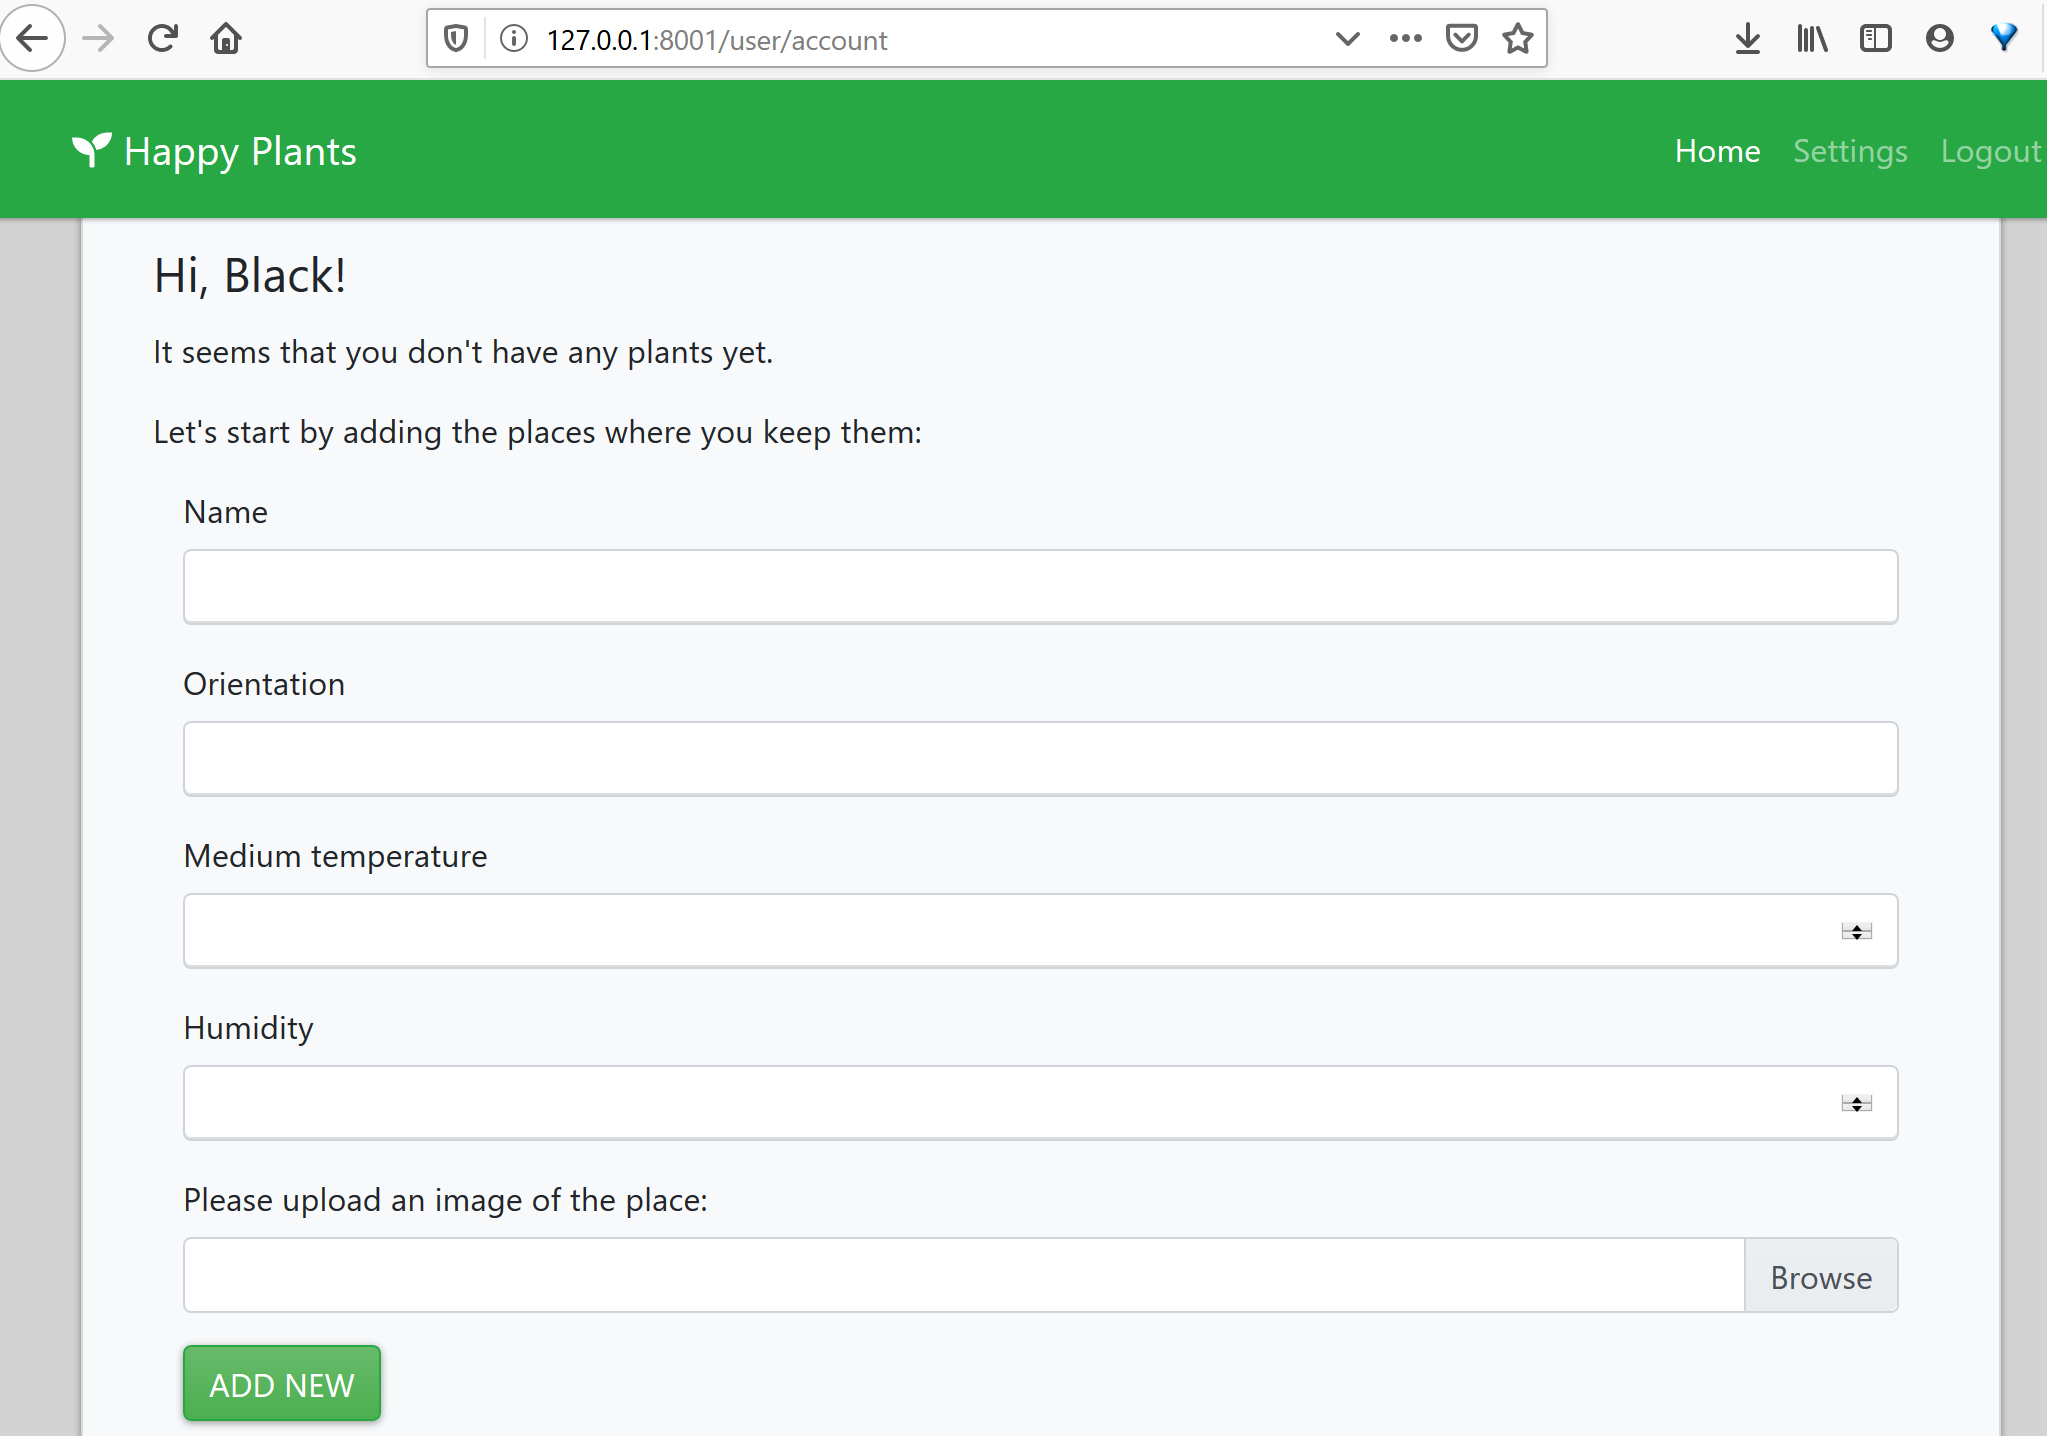 127.0.0.1:8001/user/account
Happy Plants
Home Settings Logout
Hi, Black!
It seems that you don't have any plants yet.
Let's start by adding the places where you keep them:
Name
Orientation
Medium temperature
Humidity
Please upload an image of the place:
Browse
ADD NEW